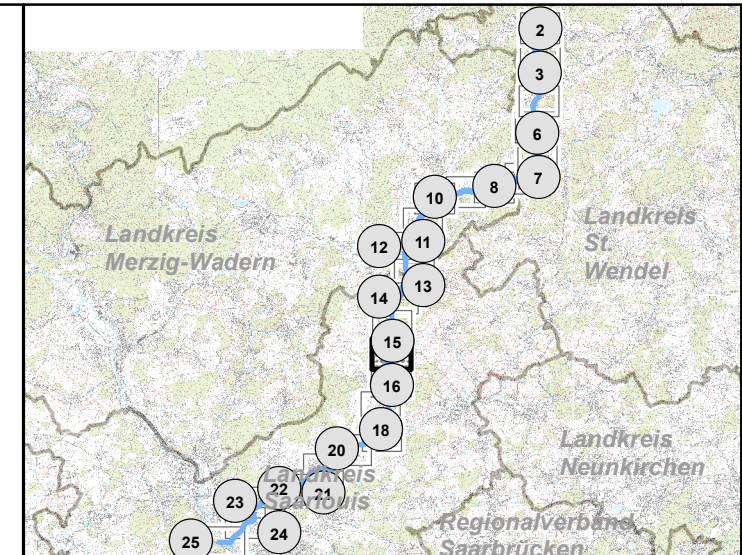 2
3
6
7
8
10
Landkreis
St.
Wendel
Landkreis
Merzig-Wadern
12
11
13
14
15
16
18
20
Landkreis
Neunkirchen
Landkreis
Saarlouis
22
21
23
24
25
Regionalverband
Saarbrücken